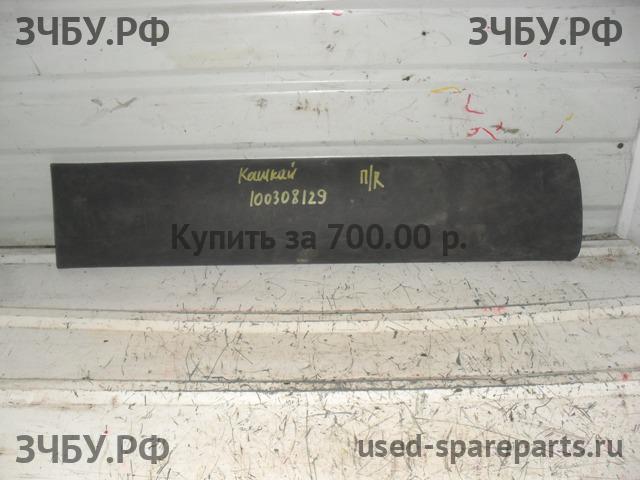 ЗЧБУ.РФ ЗЧБУ.РФ
Кашкай П/R
100308129
Купить за 700.00 р.
ЗЧБУ.РФ used-spareparts.ru